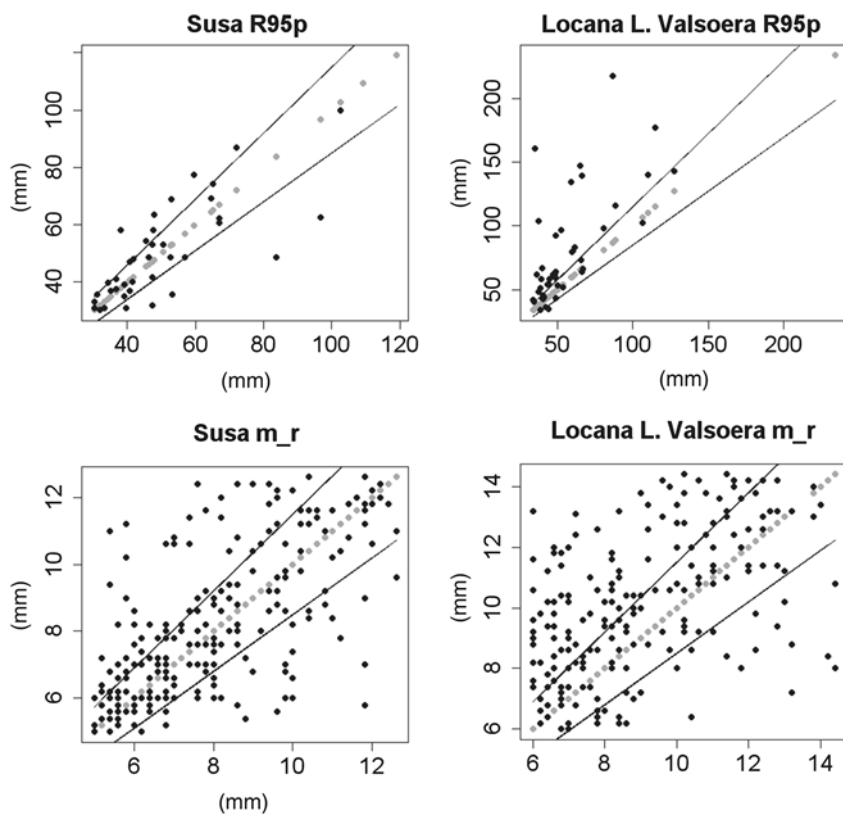 Susa R95p
Locana L. Valsoera R95p
(mm)
100
80
60
40
40 60 80 100 120
(mm)
(mm)
200
150
100
50
50 100 150 200
(mm)
Susa m_r
Locana L. Valsoera m_r
(mm)
12
10
8
6
6 8 10 12
(mm)
(mm)
14
12
10
8
6
6 8 10 12 14